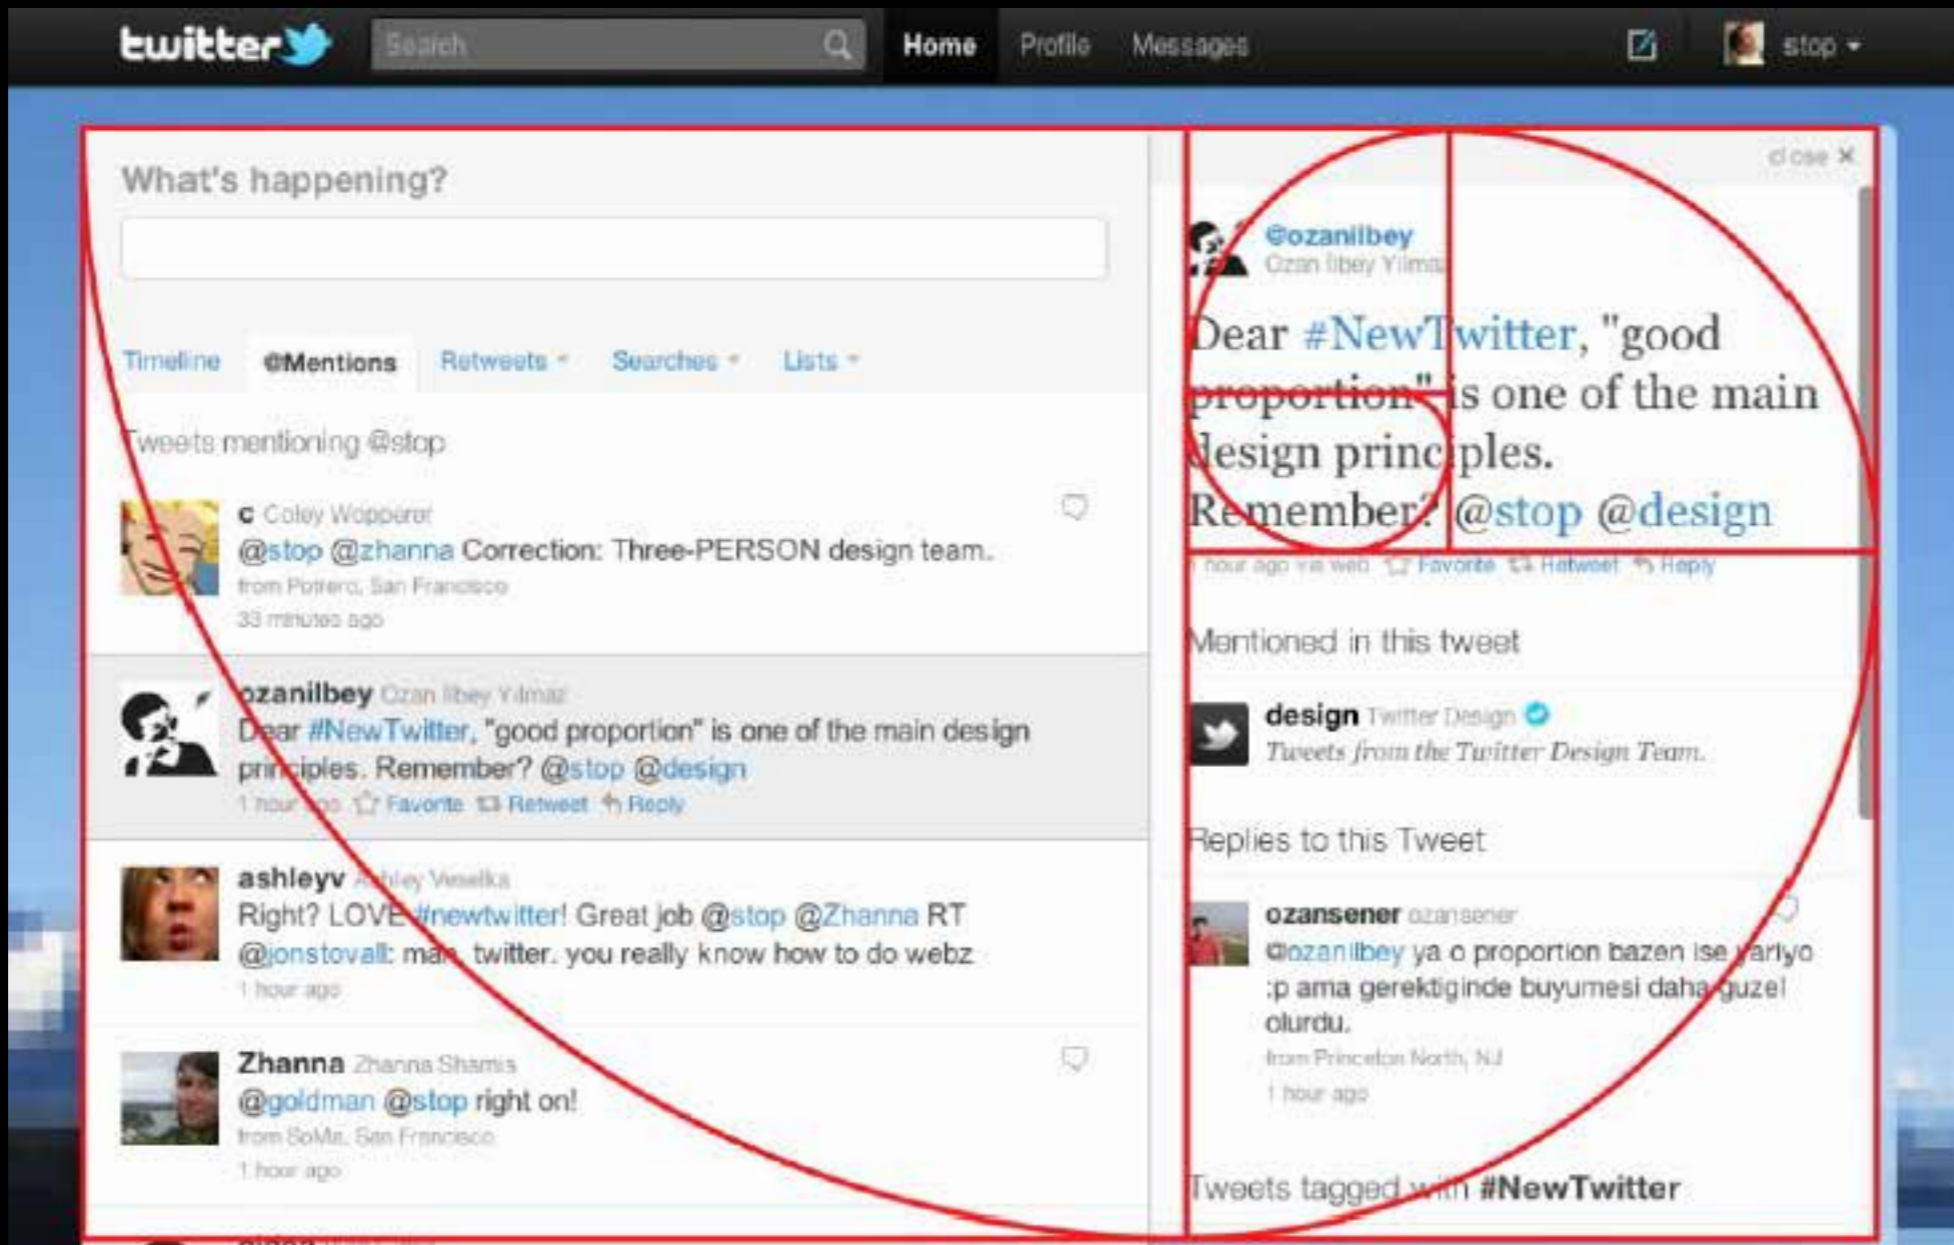 twitter
Search
Home Profile Messages
stop
What's happening?
Timeline @Mentions Retweets Searches Lists
Tweets mentioning @stop
c Coley Wopperer
@stop @zhanna Correction: Three-PERSON design team.
from Potrero, San Francisco
33 minutes ago
ozanilbey Ozan Ilbey Yilmaz
Dear #NewTwitter, "good proportion" is one of the main design
principles. Remember? @stop @design
1 hour ago Favorite Retweet Reply
ashleyv Ashley Veselka
Right? LOVE #newtwitter! Great job @stop @Zhanna RT
@jonstovall: man, twitter. you really know how to do webz
1 hour ago
Zhanna Zhanna Shamis
@goldman @stop right on!
from SoMa, San Francisco
1 hour ago
close ×
@ozanilbey
Ozan Ilbey Yilmaz
Dear #NewTwitter, "good
proportion" is one of the main
design principles.
Remember? @stop @design
1 hour ago via web Favorite Retweet Reply
Mentioned in this tweet
design Twitter Design
Tweets from the Twitter Design Team.
Replies to this Tweet
ozansener ozansener
@ozanilbey ya o proportion bazen ise yariyo
:p ama gerektiginde buyumesi daha guzel
olurdu.
from Princeton North, NJ
1 hour ago
Tweets tagged with #NewTwitter